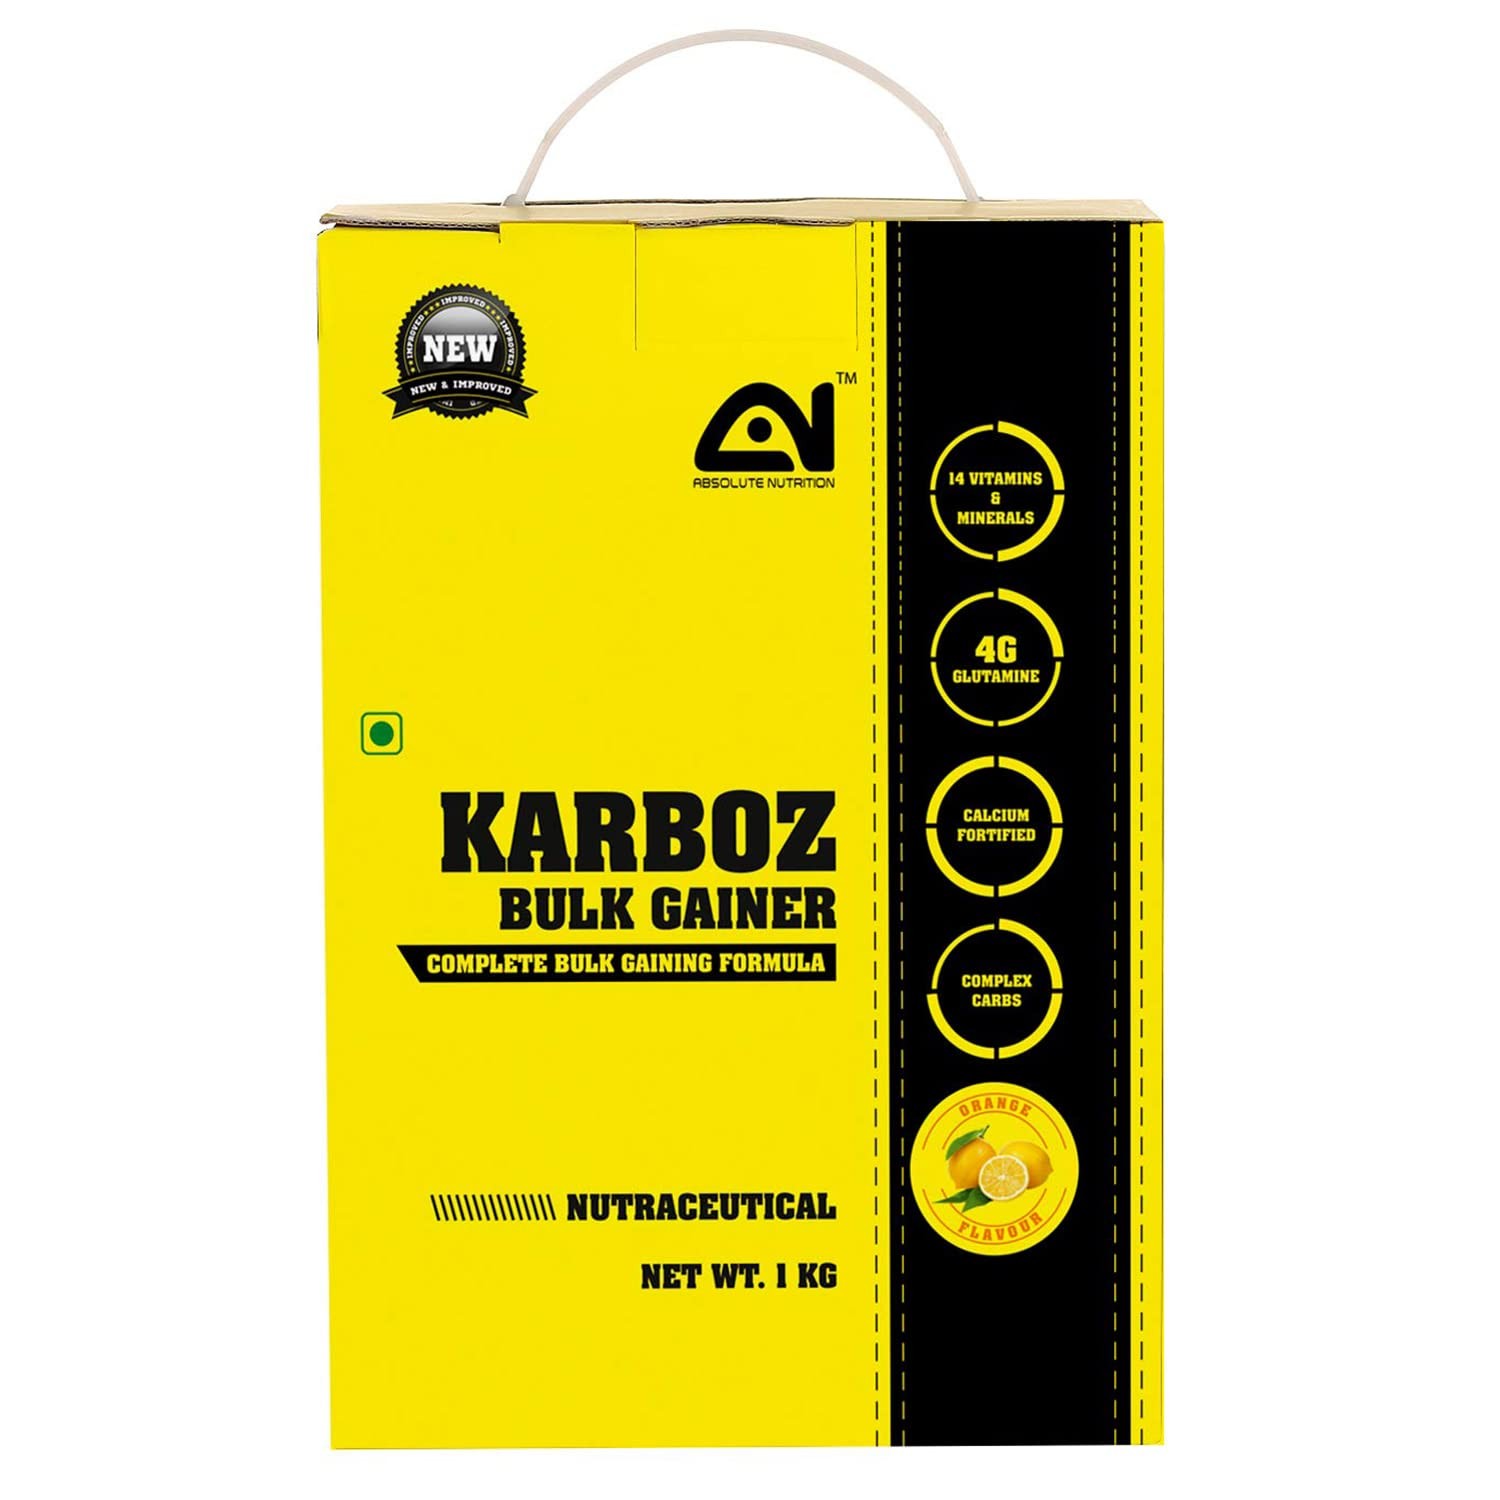 IMPROVED
IMPROVED
IMPROVED
NEW
NEW & IMPROVED
TM
ABSOLUTE NUTRITION
14 VITAMINS
&
MINERALS
4G
GLUTAMINE
CALCIUM
FORTIFIED
KARBOZ
BULK GAINER
COMPLETE BULK GAINING FORMULA
COMPLEX
CARBS
ORANGE
FLAVOUR
NUTRACEUTICAL
NET WT. 1 KG